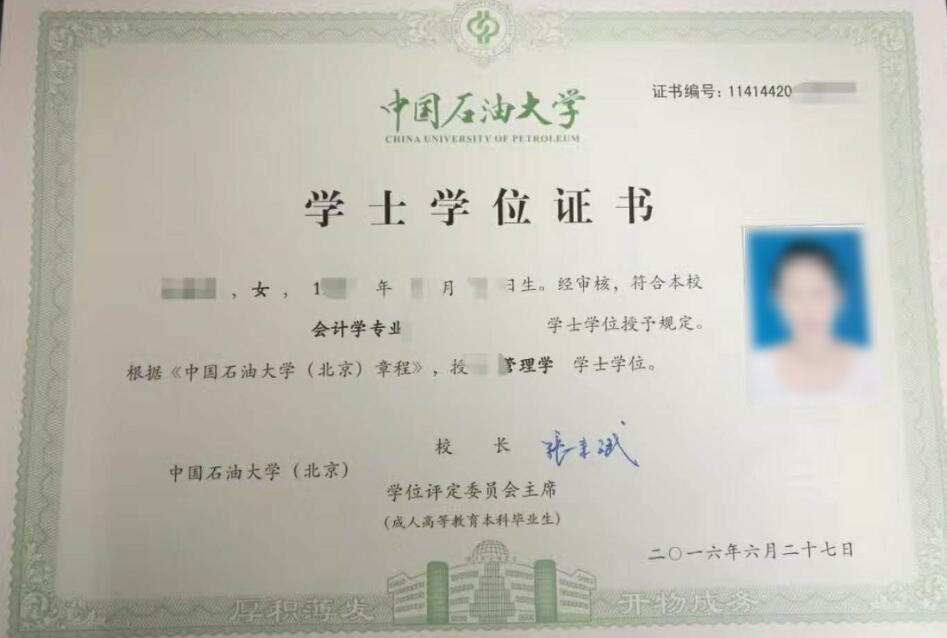 证书编号：11414420
中国石油大学
CHINA UNIVERSITY OF PETROLEUM
学士学位证书
，女，1 年 月 日生。经审核，符合本校
会计学专业 学士学位授予规定。
根据《中国石油大学（北京）章程》，授 管理学 学士学位。
校 长 张来斌
中国石油大学（北京）
学位评定委员会主席
（成人高等教育本科毕业生）
二〇一六年六月二十七日
厚积薄发 开物成务